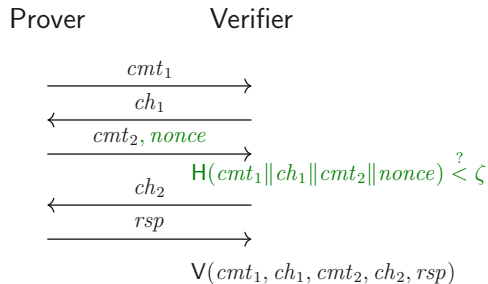 Prover Verifier
cmt₁
ch₁
cmt₂, nonce
H(cmt₁‖ch₁‖cmt₂‖nonce) <? ζ
ch₂
rsp
V(cmt₁, ch₁, cmt₂, ch₂, rsp)